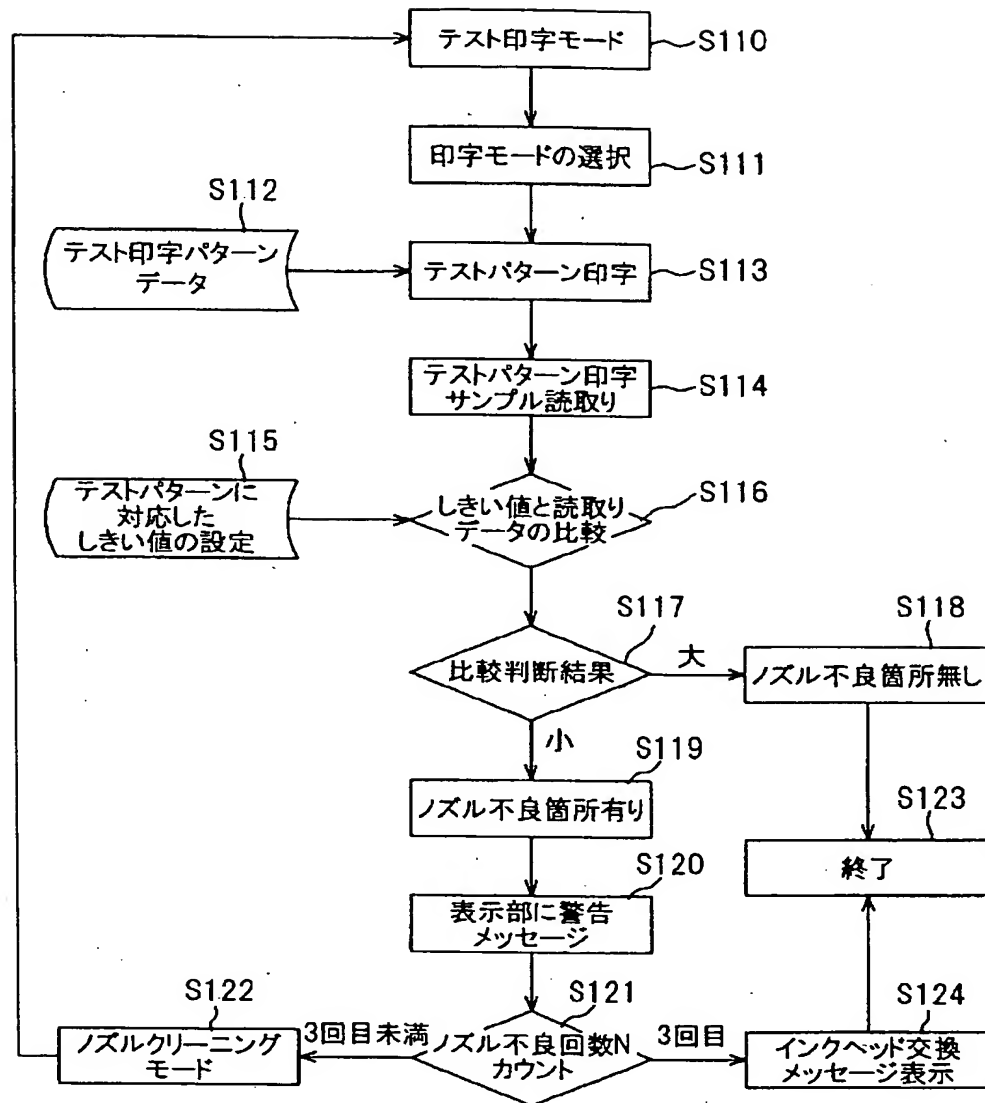 テスト印字モード
S110
印字モードの選択
S111
S112
テスト印字パターン
データ
テストパターン印字
S113
テストパターン印字
サンプル読取り
S114
S115
テストパターンに
対応した
しきい値の設定
しきい値と読取り
データの比較
S116
S117
比較判断結果
大
S118
ノズル不良箇所無し
小
S119
ノズル不良箇所有り
S123
終了
S120
表示部に警告
メッセージ
S121
ノズル不良回数N
カウント
3回目未満
3回目
S122
ノズルクリーニング
モード
S124
インクヘッド交換
メッセージ表示